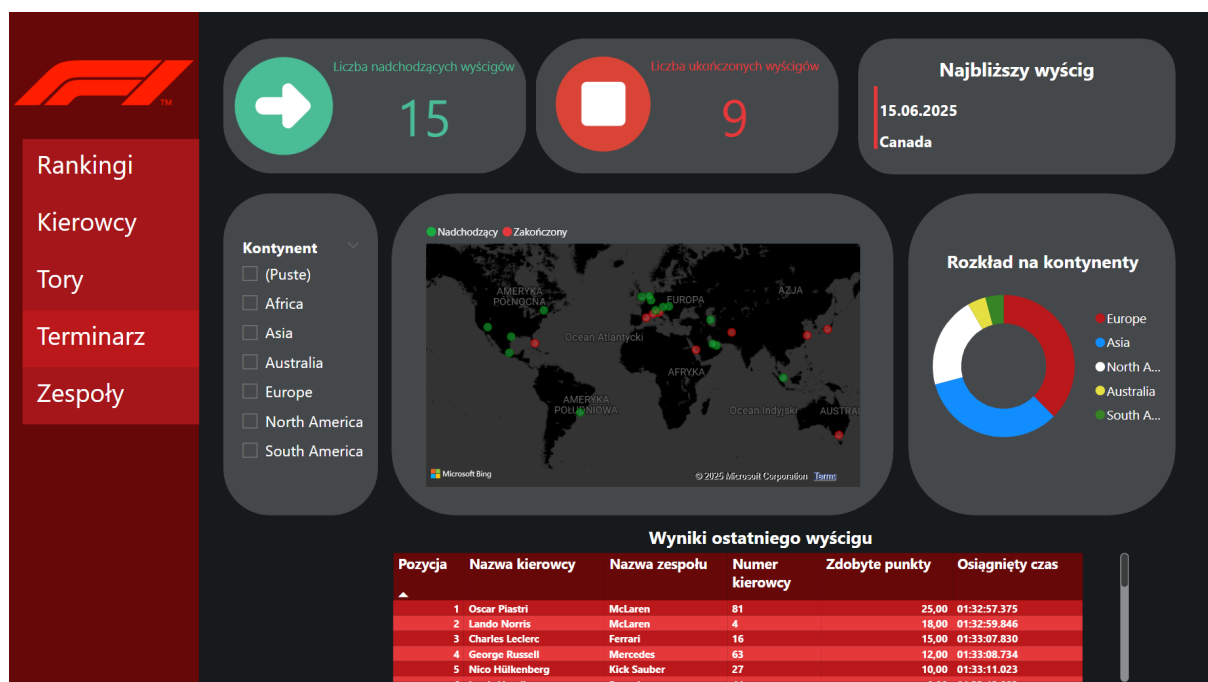 TM
Rankingi
Kierowcy
Tory
Terminarz
Zespoły
Liczba nadchodzących wyścigów
15
Liczba ukończonych wyścigów
9
Najbliższy wyścig
15.06.2025
Canada
Kontynent
(Puste)
Africa
Asia
Australia
Europe
North America
South America
Nadchodzący Zakończony
AMERYKA
PÓŁNOCNA
EUROPA
AZJA
Ocean Atlantycki
AFRYKA
AMERYKA
POŁUDNIOWA
Ocean Indyjski
AUSTRAL
Microsoft Bing
© 2025 Microsoft Corporation Terms
Rozkład na kontynenty
Europe
Asia
North A...
Australia
South A...
Wyniki ostatniego wyścigu
Pozycja Nazwa kierowcy Nazwa zespołu Numer kierowcy Zdobyte punkty Osiągnięty czas
1 Oscar Piastri McLaren 81 25,00 01:32:57.375
2 Lando Norris McLaren 4 18,00 01:32:59.846
3 Charles Leclerc Ferrari 16 15,00 01:33:07.830
4 George Russell Mercedes 63 12,00 01:33:08.734
5 Nico Hülkenberg Kick Sauber 27 10,00 01:33:11.023